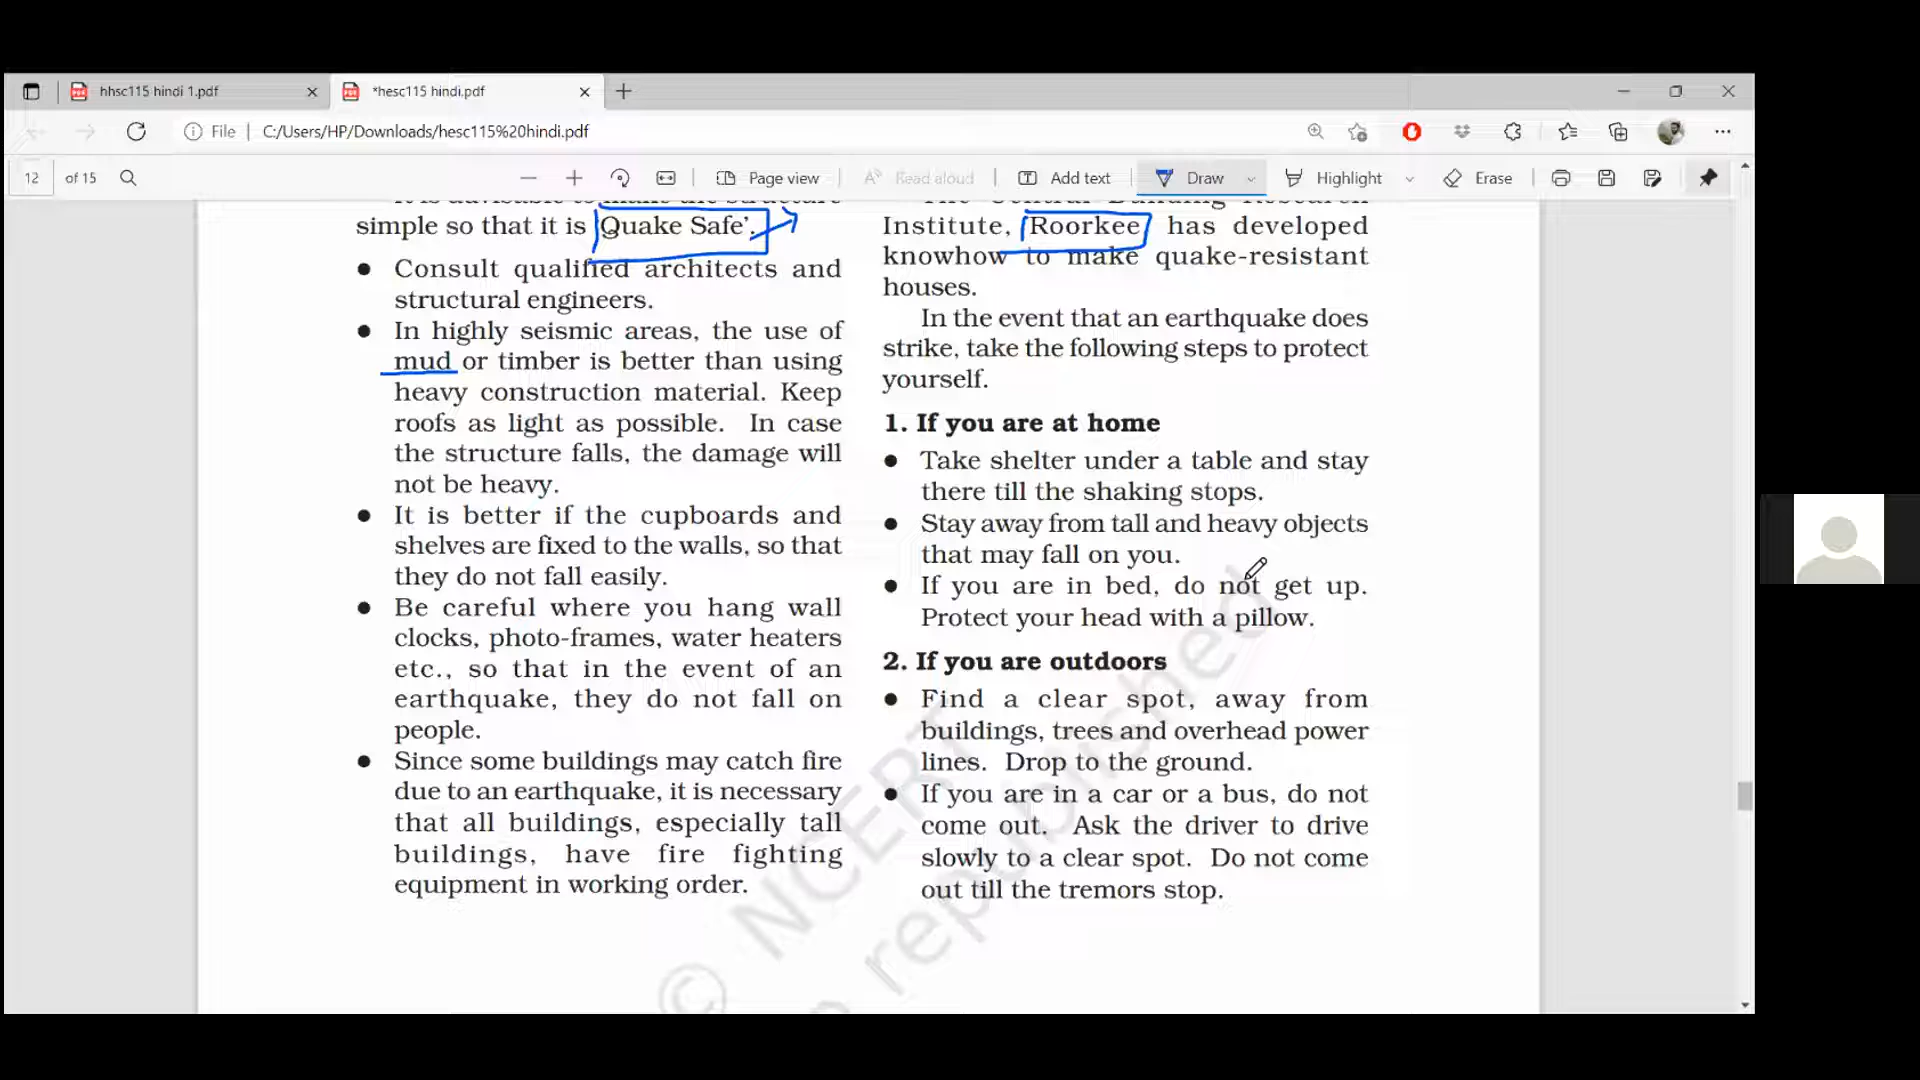 hhsc115 hindi 1.pdf
*hesc115 hindi.pdf
File
C:/Users/HP/Downloads/hesc115%20hindi.pdf
12 of 15
Page view
Read aloud
Add text
Draw
Highlight
Erase
It is advisable to make the structure
simple so that it is 'Quake Safe'.
● Consult qualified architects and
structural engineers.
● In highly seismic areas, the use of
mud or timber is better than using
heavy construction material. Keep
roofs as light as possible. In case
the structure falls, the damage will
not be heavy.
● It is better if the cupboards and
shelves are fixed to the walls, so that
they do not fall easily.
● Be careful where you hang wall
clocks, photo-frames, water heaters
etc., so that in the event of an
earthquake, they do not fall on
people.
● Since some buildings may catch fire
due to an earthquake, it is necessary
that all buildings, especially tall
buildings, have fire fighting
equipment in working order.
The Central Building Research
Institute, Roorkee has developed
knowhow to make quake-resistant
houses.
In the event that an earthquake does
strike, take the following steps to protect
yourself.
1. If you are at home
● Take shelter under a table and stay
there till the shaking stops.
● Stay away from tall and heavy objects
that may fall on you.
● If you are in bed, do not get up.
Protect your head with a pillow.
2. If you are outdoors
● Find a clear spot, away from
buildings, trees and overhead power
lines. Drop to the ground.
● If you are in a car or a bus, do not
come out. Ask the driver to drive
slowly to a clear spot. Do not come
out till the tremors stop.
© NCERT
republished